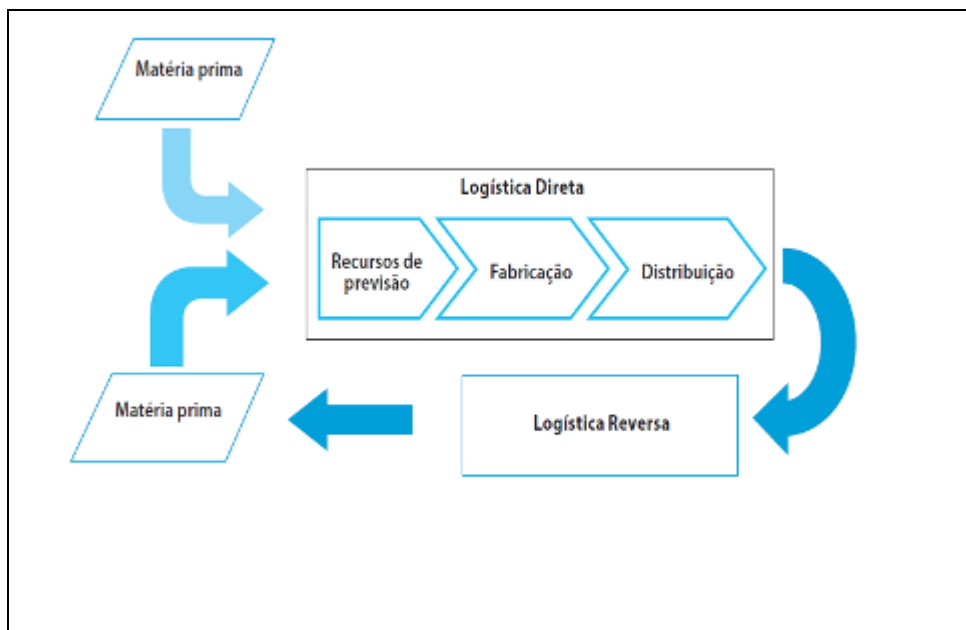 Matéria prima
Logística Direta
Recursos de
previsão
Fabricação
Distribuição
Matéria prima
Logística Reversa